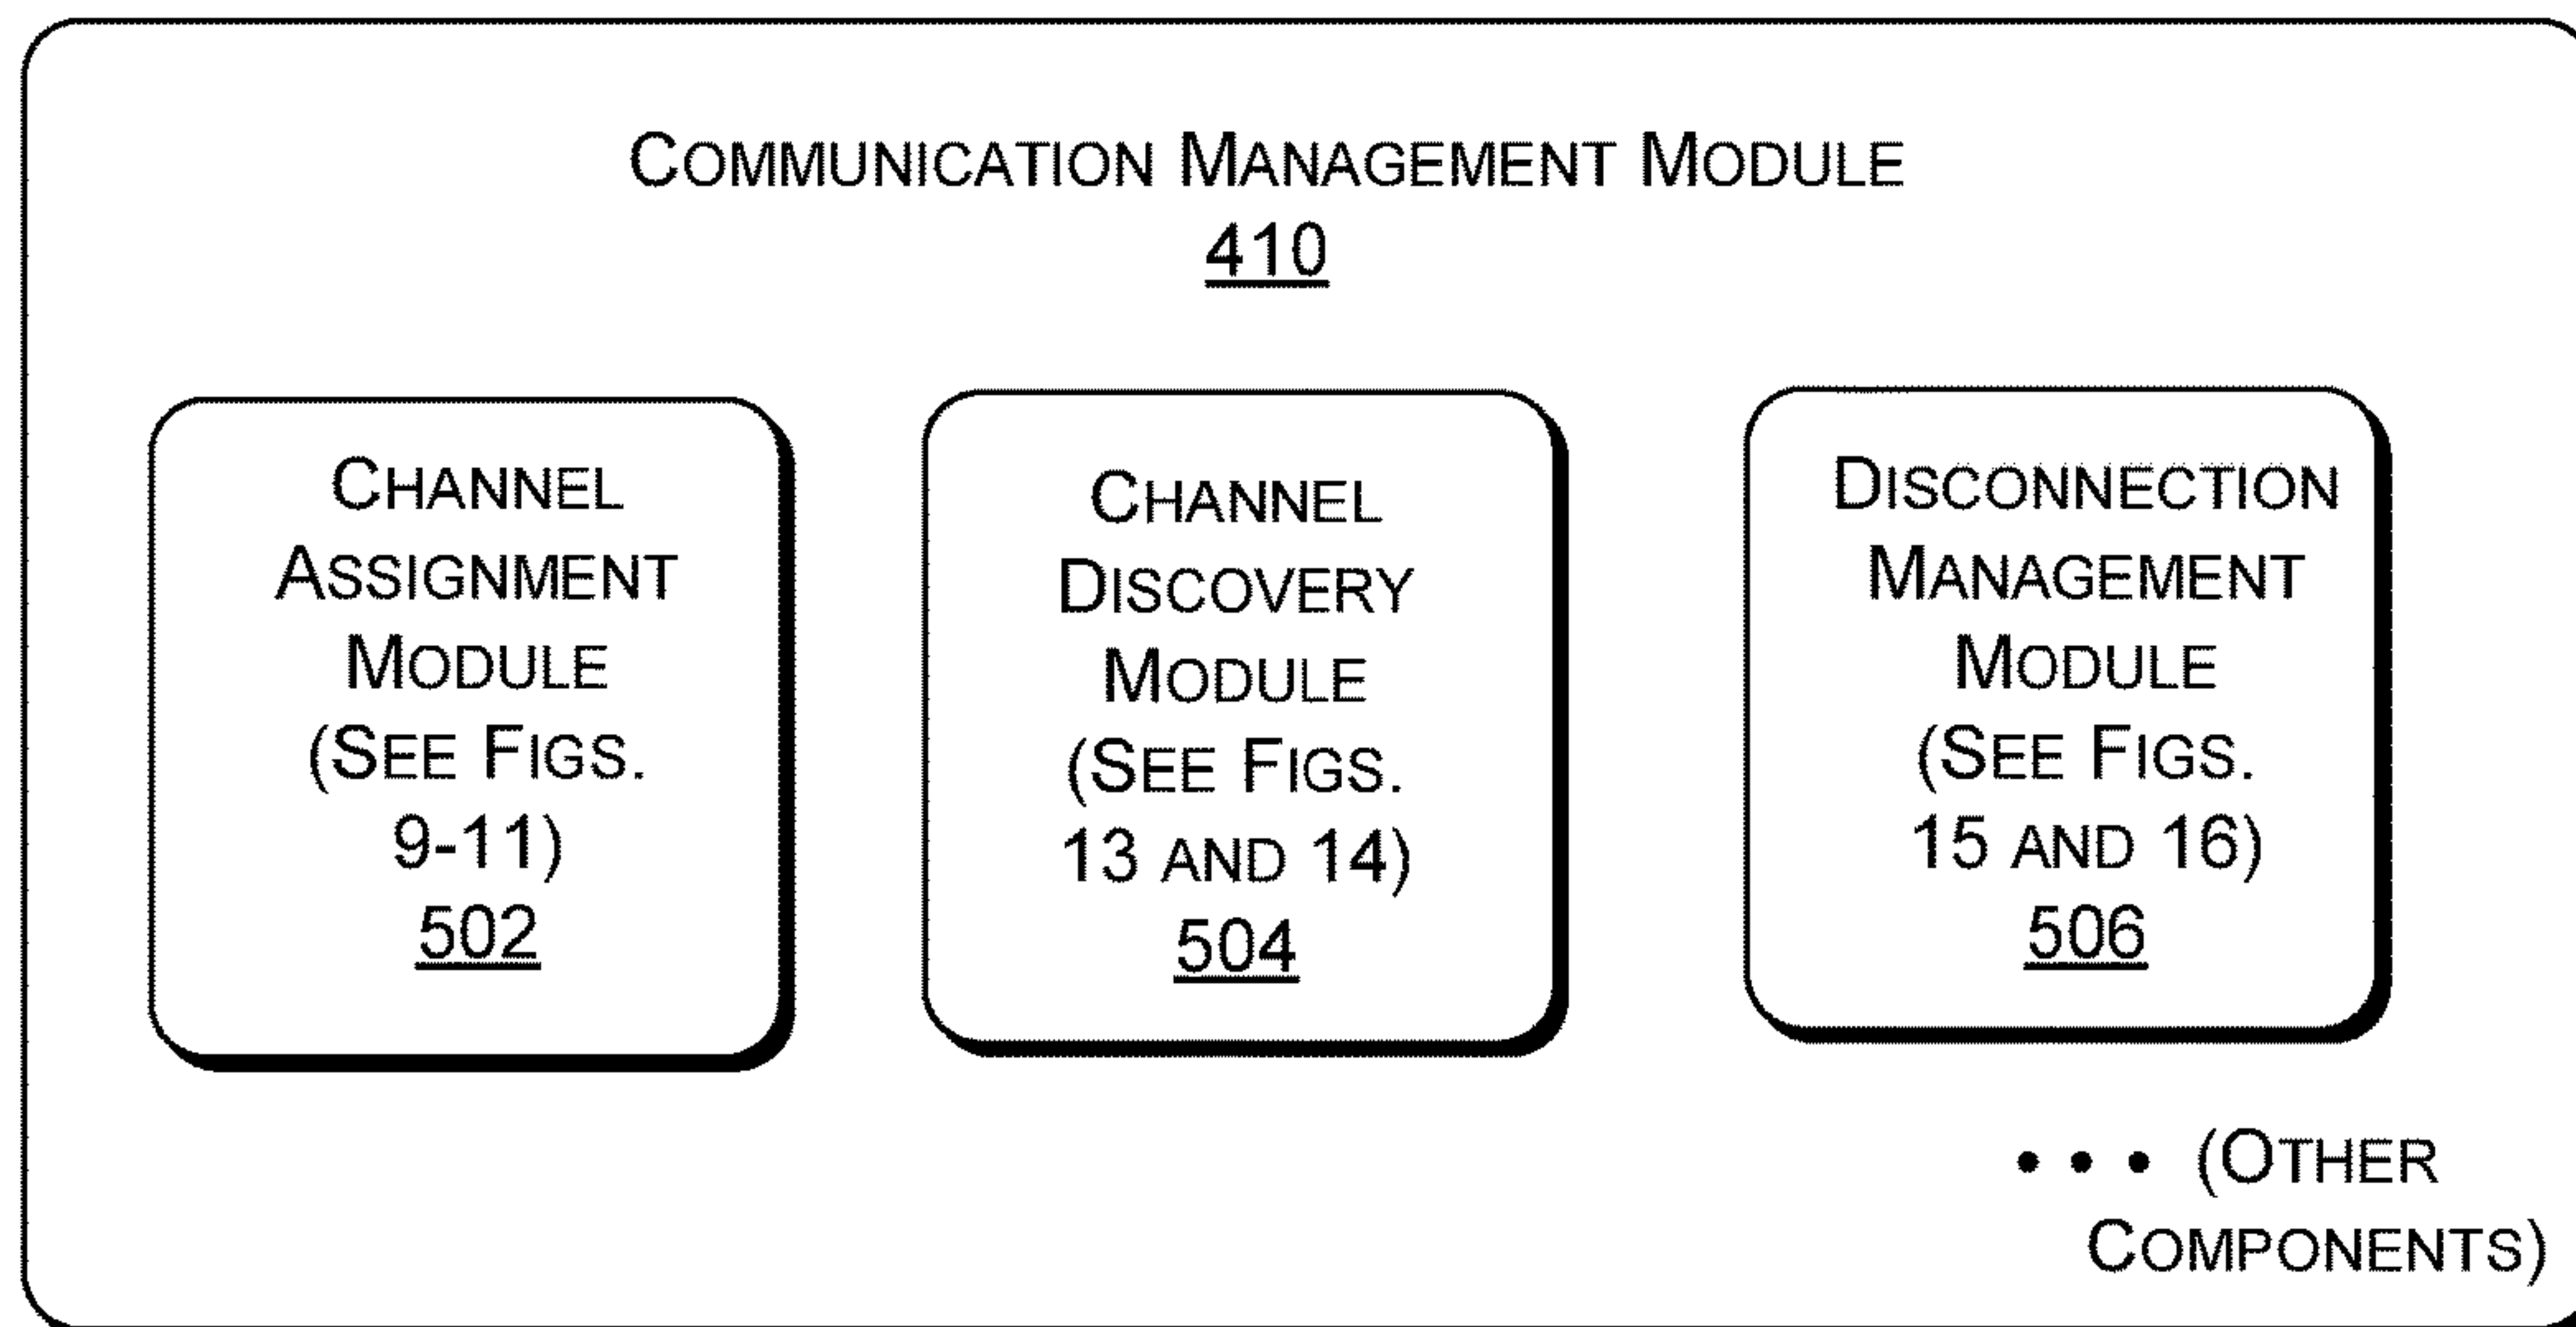 COMMUNICATION MANAGEMENT MODULE
410
CHANNEL
ASSIGNMENT
MODULE
(SEE FIGS.
9-11)
502
CHANNEL
DISCOVERY
MODULE
(SEE FIGS.
13 AND 14)
504
DISCONNECTION
MANAGEMENT
MODULE
(SEE FIGS.
15 AND 16)
506
• • • (OTHER
COMPONENTS)